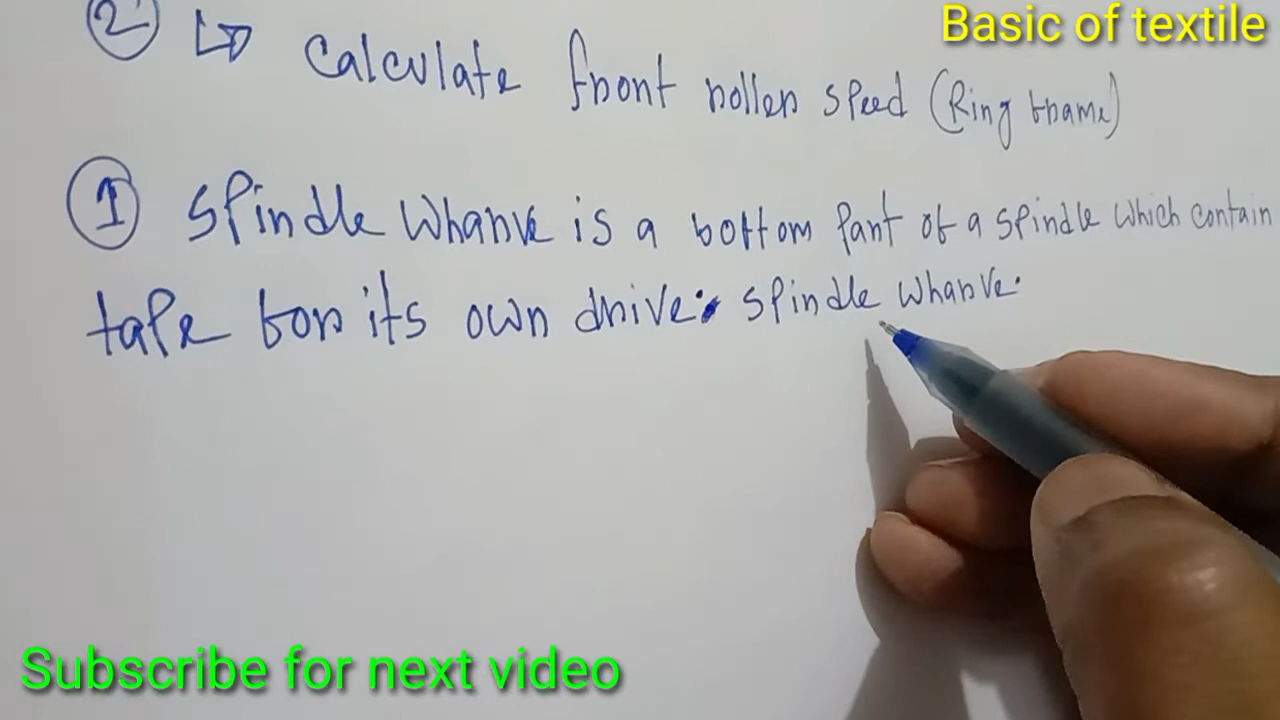 Basic of textile
② ↳ Calculate front roller speed (Ring frame)
① Spindle wharve is a bottom part of a spindle which contain
tape for its own drive. spindle wharve.
Subscribe for next video